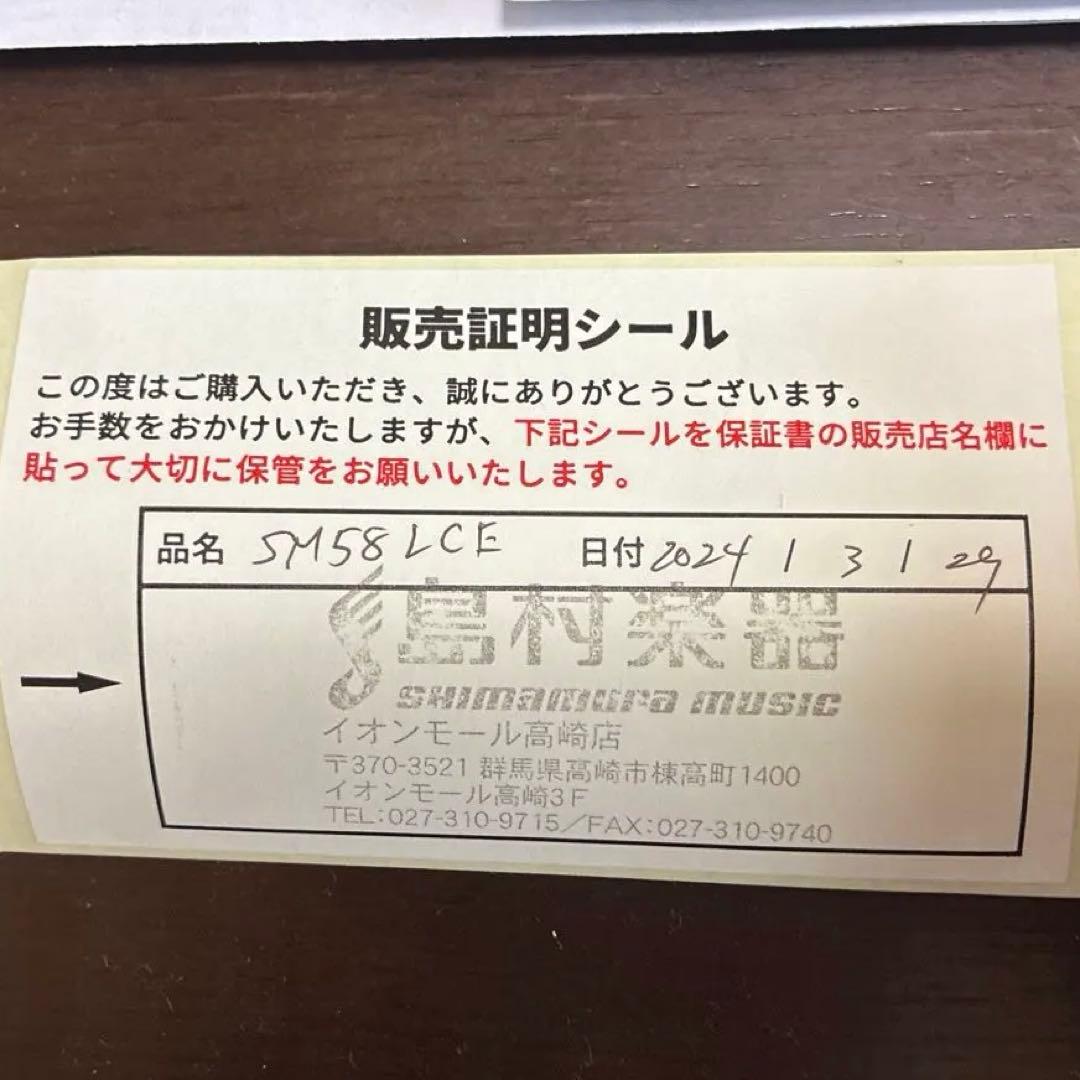 販売証明シール
この度はご購入いただき、誠にありがとうございます。
お手数をおかけいたしますが、下記シールを保証書の販売店名欄に
貼って大切に保管をお願いいたします。
品名 SM58LCE 日付 2024 / 3 / 29
島村楽器
SHIMAMURA MUSIC
イオンモール高崎店
〒370-3521 群馬県高崎市棟高町1400
イオンモール高崎3F
TEL:027-310-9715/FAX:027-310-9740